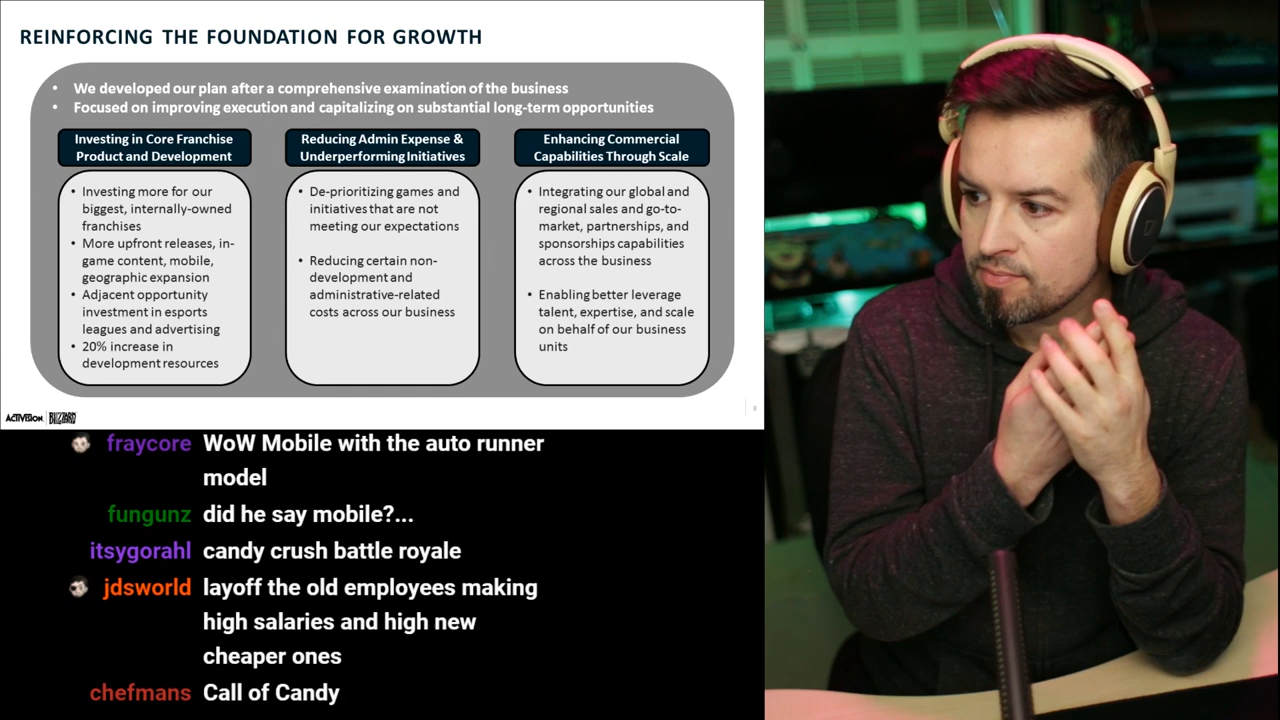 REINFORCING THE FOUNDATION FOR GROWTH
• We developed our plan after a comprehensive examination of the business
• Focused on improving execution and capitalizing on substantial long-term opportunities
Investing in Core Franchise
Product and Development
• Investing more for our
biggest, internally-owned
franchises
• More upfront releases, in-
game content, mobile,
geographic expansion
• Adjacent opportunity
investment in esports
leagues and advertising
• 20% increase in
development resources
Reducing Admin Expense &
Underperforming Initiatives
• De-prioritizing games and
initiatives that are not
meeting our expectations
• Reducing certain non-
development and
administrative-related
costs across our business
Enhancing Commercial
Capabilities Through Scale
• Integrating our global and
regional sales and go-to-
market, partnerships, and
sponsorships capabilities
across the business
• Enabling better leverage
talent, expertise, and scale
on behalf of our business
units
ACTIVISION BLIZZARD
8
fraycore WoW Mobile with the auto runner
model
fungunz did he say mobile?...
itsygorahl candy crush battle royale
jdsworld layoff the old employees making
high salaries and high new
cheaper ones
chefmans Call of Candy